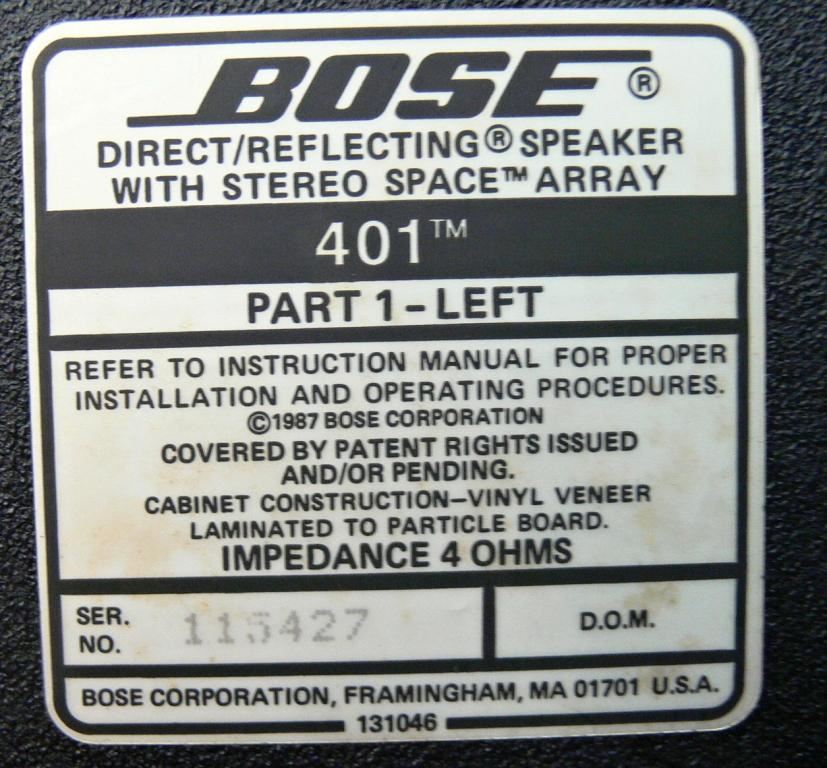 BOSE®
DIRECT/REFLECTING® SPEAKER
WITH STEREO SPACE™ ARRAY
401™
PART 1-LEFT
REFER TO INSTRUCTION MANUAL FOR PROPER
INSTALLATION AND OPERATING PROCEDURES.
©1987 BOSE CORPORATION
COVERED BY PATENT RIGHTS ISSUED
AND/OR PENDING.
CABINET CONSTRUCTION—VINYL VENEER
LAMINATED TO PARTICLE BOARD.
IMPEDANCE 4 OHMS
SER.
NO. 115427
D.O.M.
BOSE CORPORATION, FRAMINGHAM, MA 01701 U.S.A.
131046